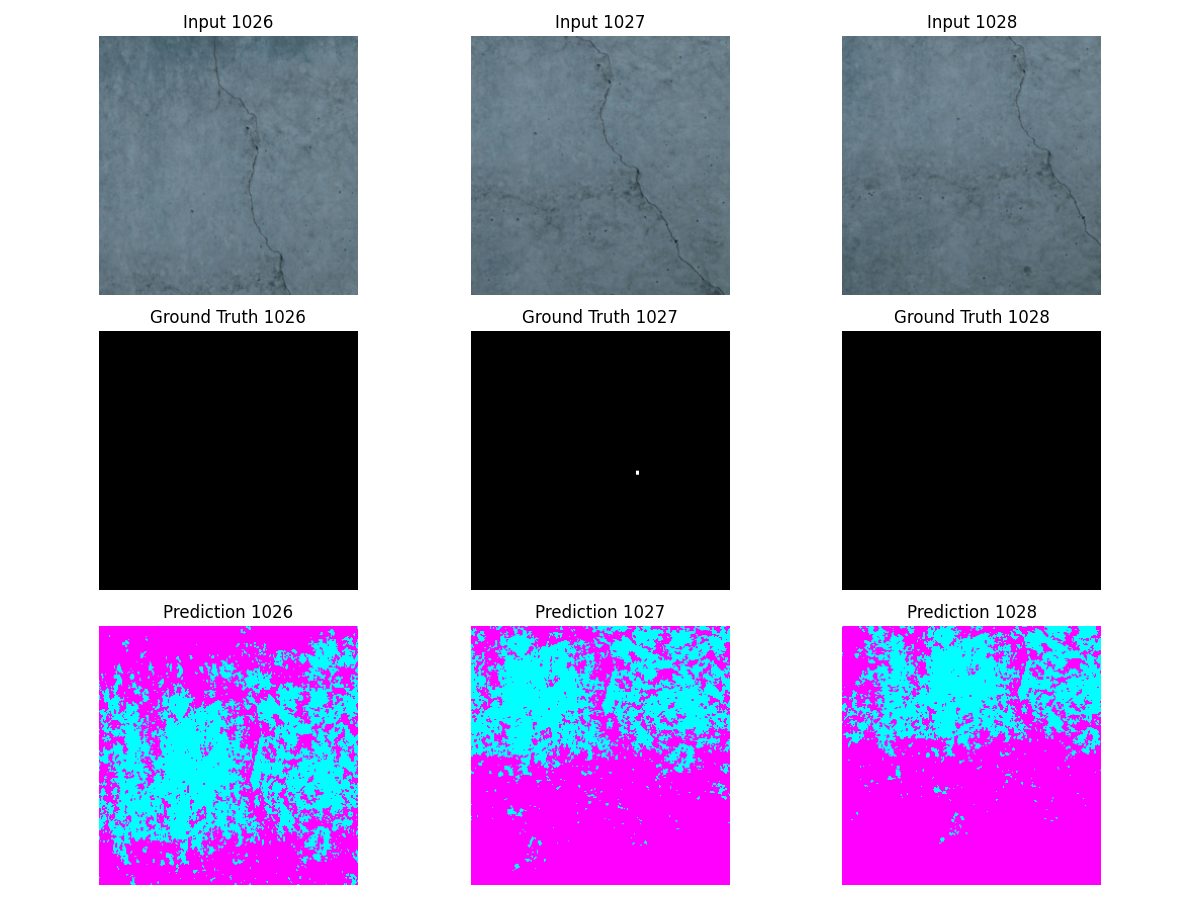 Input 1026
Input 1027
Input 1028
Ground Truth 1026
Ground Truth 1027
Ground Truth 1028
Prediction 1026
Prediction 1027
Prediction 1028